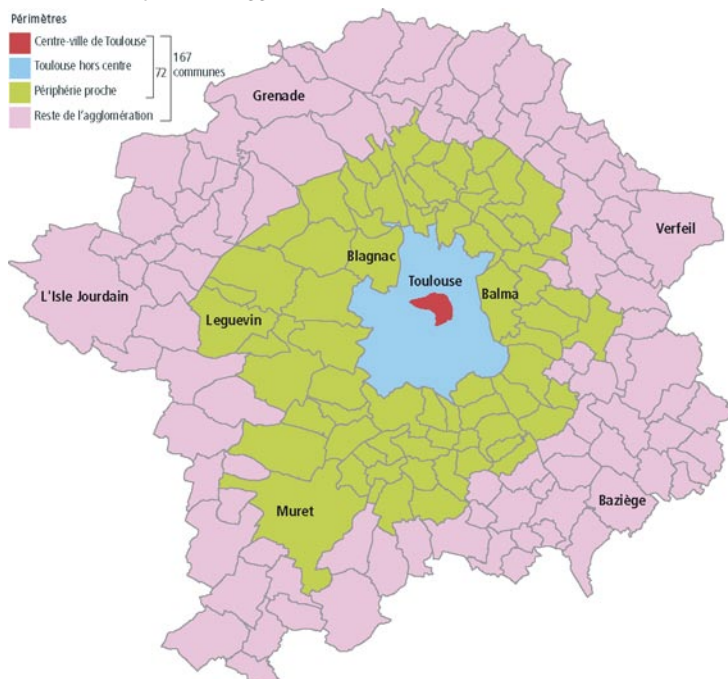 Périmètres
Centre-ville de Toulouse
Toulouse hors centre
Périphérie proche
Reste de l'agglomération
72
167
communes
Grenade
Verfeil
Blagnac
Toulouse
Balma
L'Isle Jourdain
Leguevin
Muret
Baziège